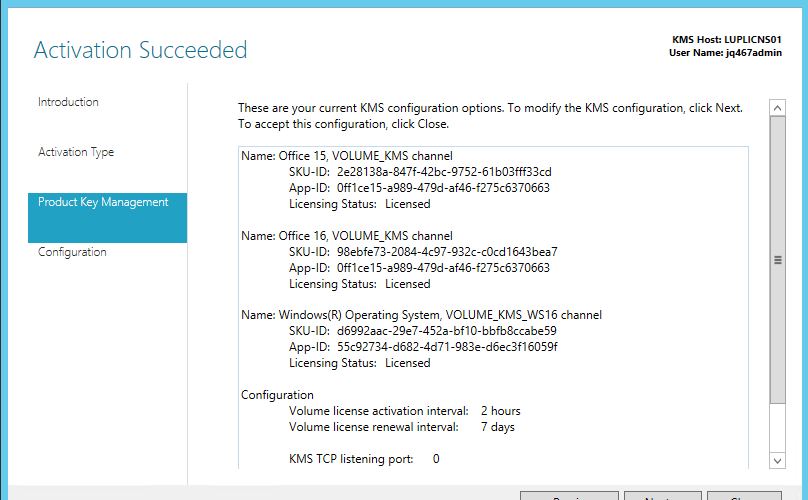 Activation Succeeded
KMS Host: LUPLICNS01
User Name: jq467admin
Introduction
Activation Type
Product Key Management
Configuration
These are your current KMS configuration options. To modify the KMS configuration, click Next.
To accept this configuration, click Close.
Name: Office 15, VOLUME_KMS channel
SKU-ID: 2e28138a-847f-42bc-9752-61b03fff33cd
App-ID: 0ff1ce15-a989-479d-af46-f275c6370663
Licensing Status: Licensed
Name: Office 16, VOLUME_KMS channel
SKU-ID: 98ebfe73-2084-4c97-932c-c0cd1643bea7
App-ID: 0ff1ce15-a989-479d-af46-f275c6370663
Licensing Status: Licensed
Name: Windows(R) Operating System, VOLUME_KMS_WS16 channel
SKU-ID: d6992aac-29e7-452a-bf10-bbfb8ccabe59
App-ID: 55c92734-d682-4d71-983e-d6ec3f16059f
Licensing Status: Licensed
Configuration
Volume license activation interval: 2 hours
Volume license renewal interval: 7 days
KMS TCP listening port: 0